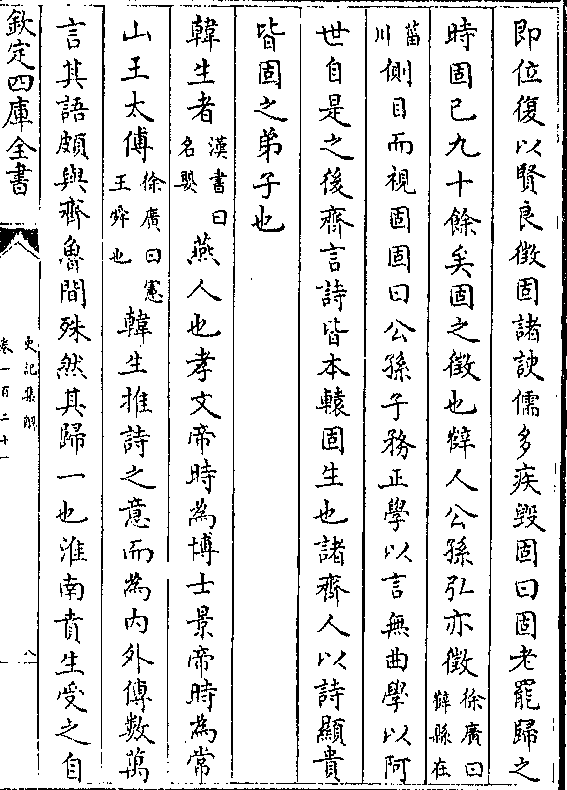 即位復以賢良徵固諸諛儒多疾毀固曰固老罷歸之
時固已九十餘矣固之徵也薛人公孫弘亦徵徐廣曰薛縣在
菑川側目而視固固曰公孫子務正學以言無曲學以阿
世自是之後齊言詩皆本轅固生也諸齊人以詩顯貴
皆固之弟子也
韓生者漢書曰名嬰燕人也孝文帝時為博士景帝時為常
山王太傅徐廣曰憲王舜也韓生推詩之意而為內外傳數萬
言其語頗與齊魯間殊然其歸一也淮南賁生受之自
欽定四庫全書
史記集解
卷一百二十一
八